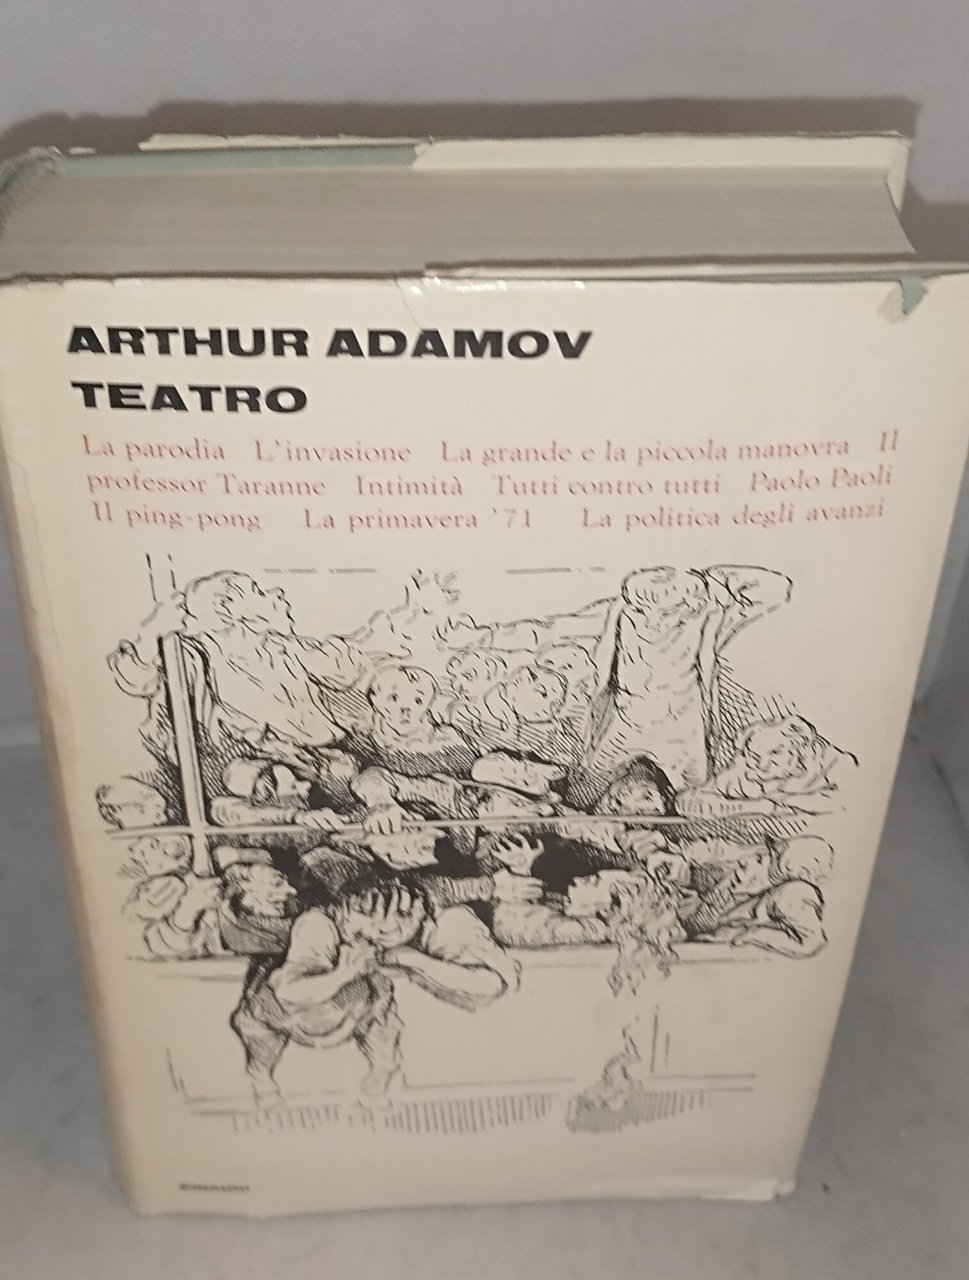 ARTHUR ADAMOV
TEATRO
La parodia L'invasione La grande e la piccola manovra Il
professor Taranne Intimità Tutti contro tutti Paolo Paoli
Il ping-pong La primavera '71 La politica degli avanzi